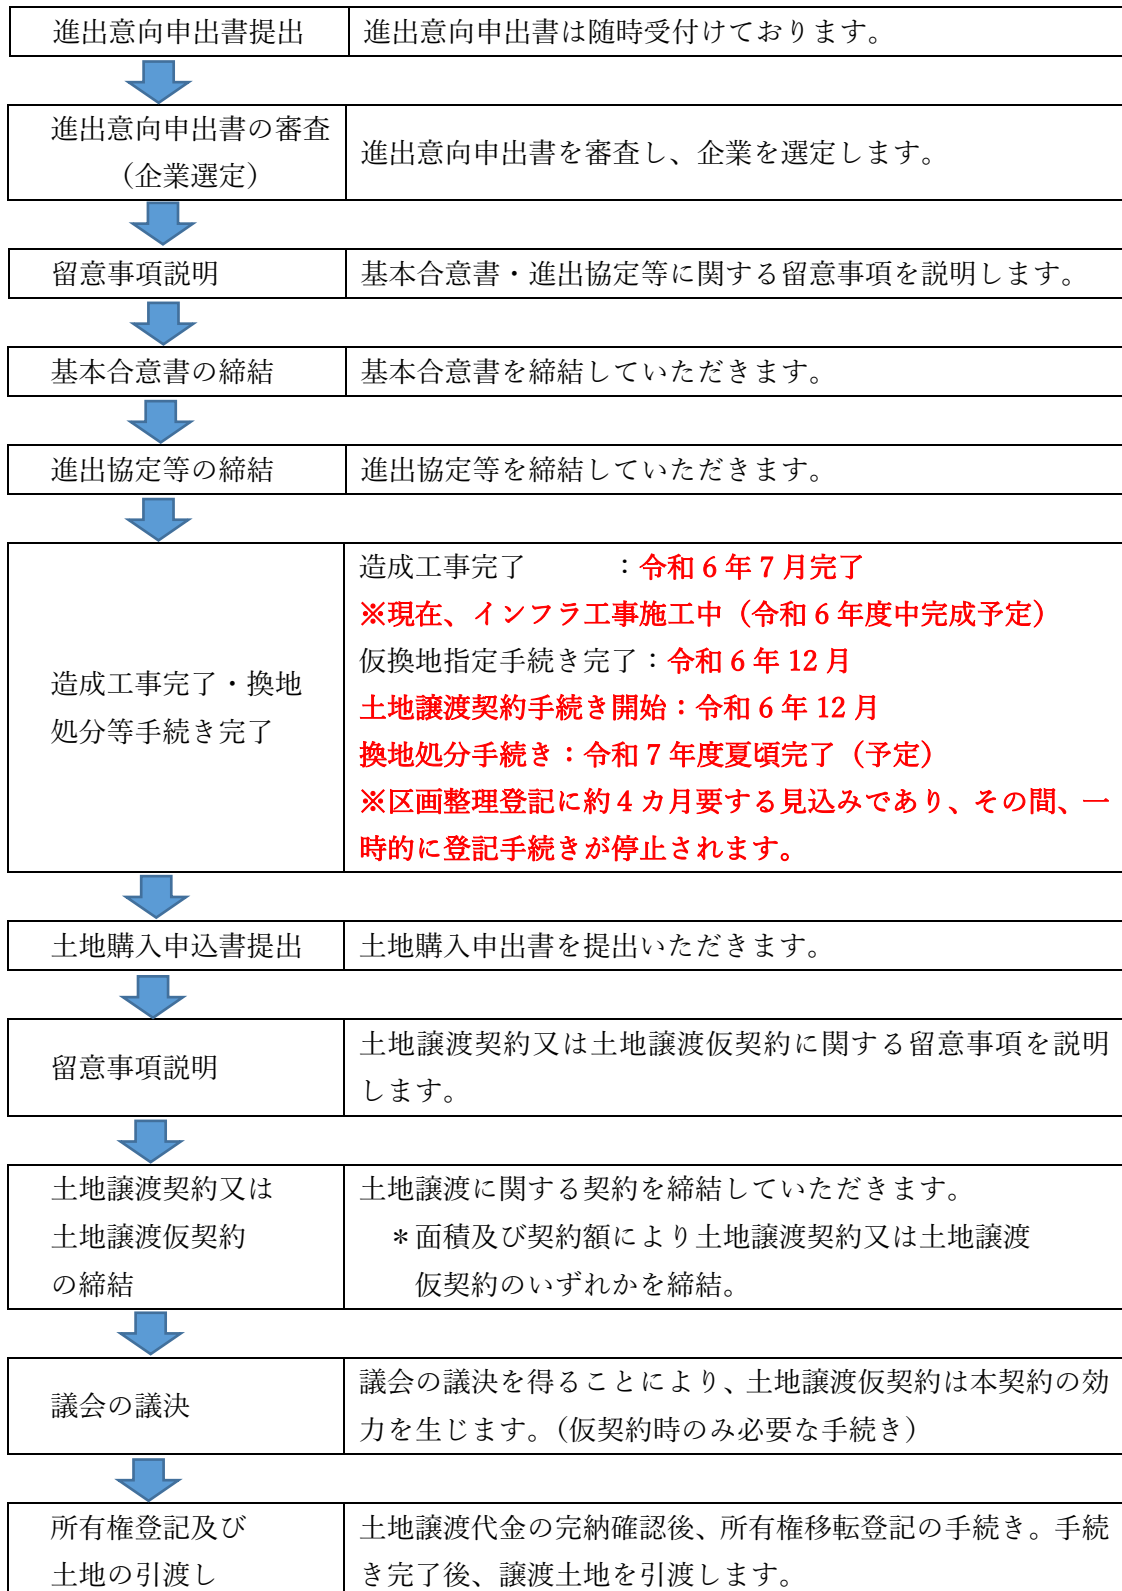 進出意向申出書提出
進出意向申出書は随時受付けております。
進出意向申出書の審査
（企業選定）
進出意向申出書を審査し、企業を選定します。
留意事項説明
基本合意書・進出協定等に関する留意事項を説明します。
基本合意書の締結
基本合意書を締結していただきます。
進出協定等の締結
進出協定等を締結していただきます。
造成工事完了・換地
処分等手続き完了
造成工事完了　　　：令和 6 年 7 月完了
※現在、インフラ工事施工中（令和 6 年度中完成予定）
仮換地指定手続き完了：令和 6 年 12 月
土地譲渡契約手続き開始：令和 6 年 12 月
換地処分手続き：令和 7 年度夏頃完了（予定）
※区画整理登記に約 4 カ月要する見込みであり、その間、一
時的に登記手続きが停止されます。
土地購入申込書提出
土地購入申出書を提出いただきます。
留意事項説明
土地譲渡契約又は土地譲渡仮契約に関する留意事項を説明
します。
土地譲渡契約又は
土地譲渡仮契約
の締結
土地譲渡に関する契約を締結していただきます。
＊面積及び契約額により土地譲渡契約又は土地譲渡
仮契約のいずれかを締結。
議会の議決
議会の議決を得ることにより、土地譲渡仮契約は本契約の効
力を生じます。（仮契約時のみ必要な手続き）
所有権登記及び
土地の引渡し
土地譲渡代金の完納確認後、所有権移転登記の手続き。手続
き完了後、譲渡土地を引渡します。